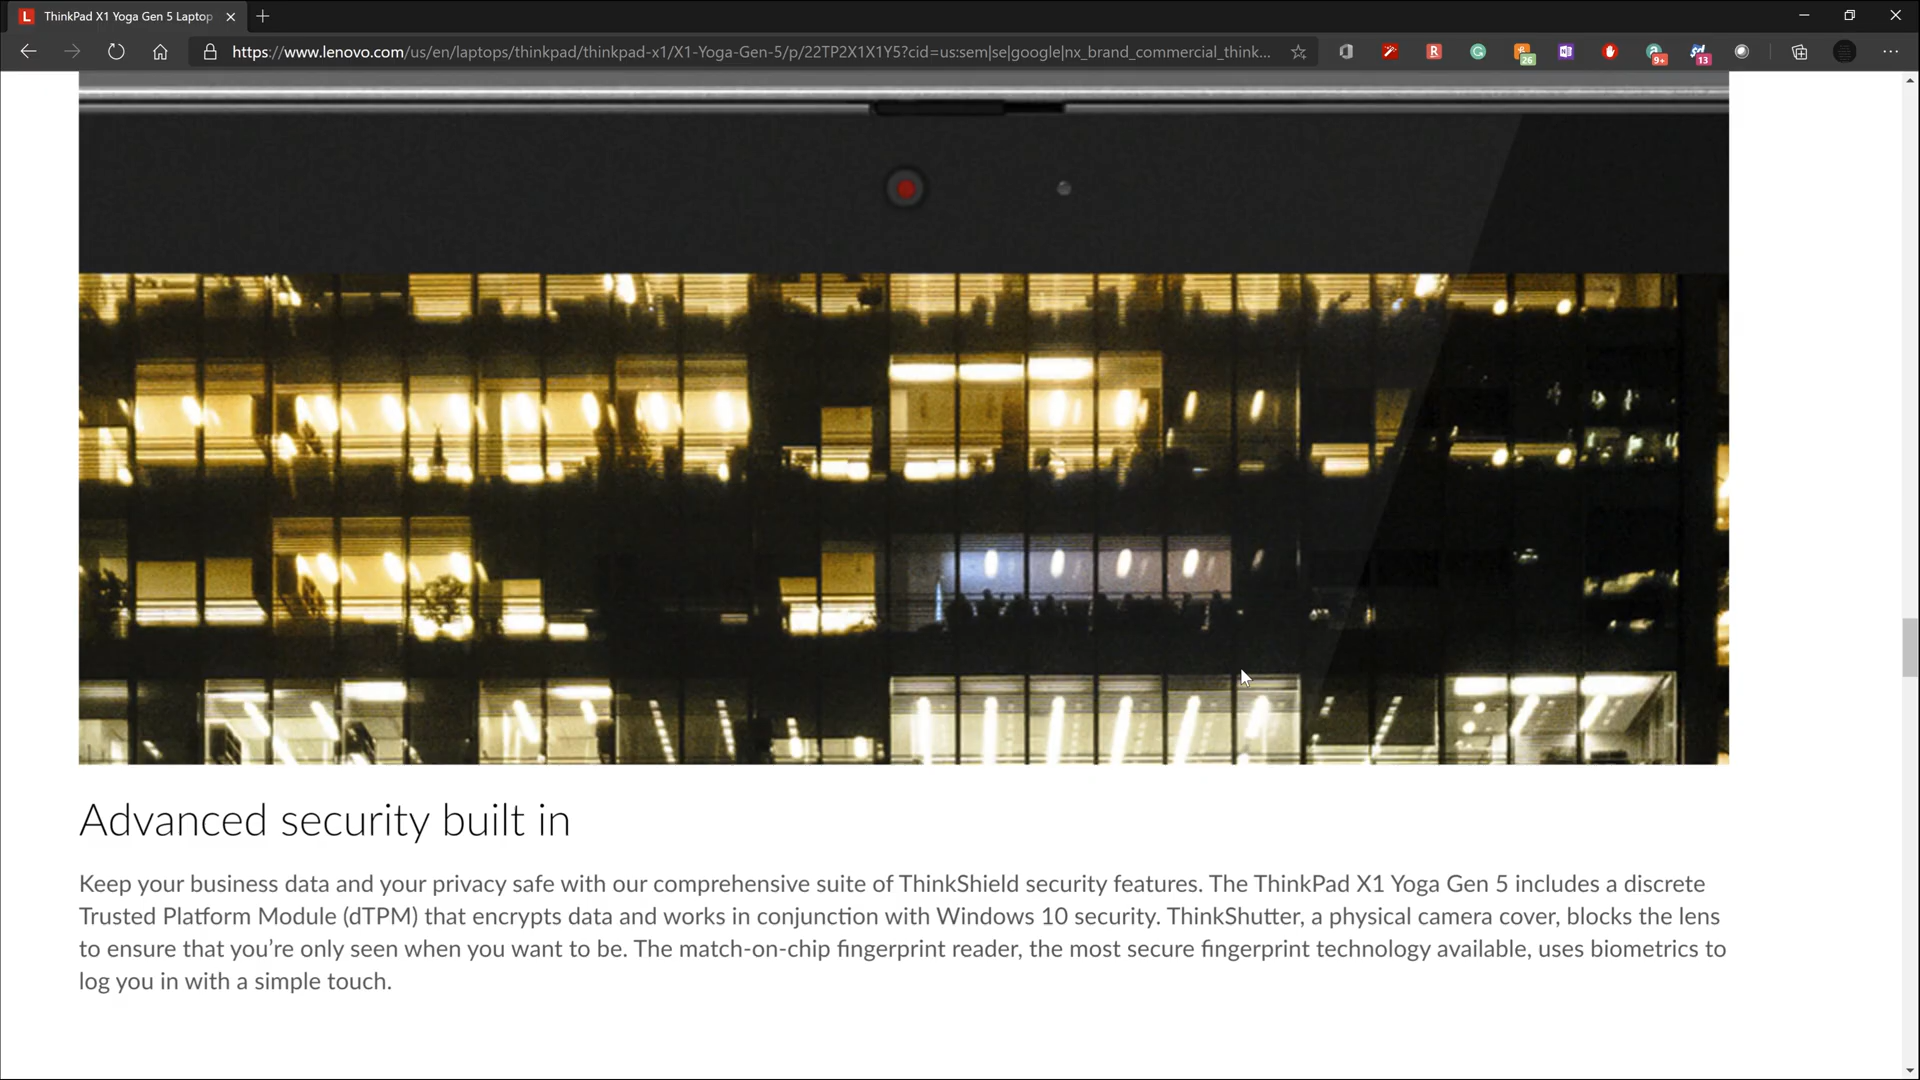 L ThinkPad X1 Yoga Gen 5 Laptop
https://www.lenovo.com/us/en/laptops/thinkpad/thinkpad-x1/X1-Yoga-Gen-5/p/22TP2X1X1Y5?cid=us:sem|se|google|nx_brand_commercial_think...
R G 26 N 9+ 13
Advanced security built in
Keep your business data and your privacy safe with our comprehensive suite of ThinkShield security features. The ThinkPad X1 Yoga Gen 5 includes a discrete
Trusted Platform Module (dTPM) that encrypts data and works in conjunction with Windows 10 security. ThinkShutter, a physical camera cover, blocks the lens
to ensure that you’re only seen when you want to be. The match-on-chip fingerprint reader, the most secure fingerprint technology available, uses biometrics to
log you in with a simple touch.